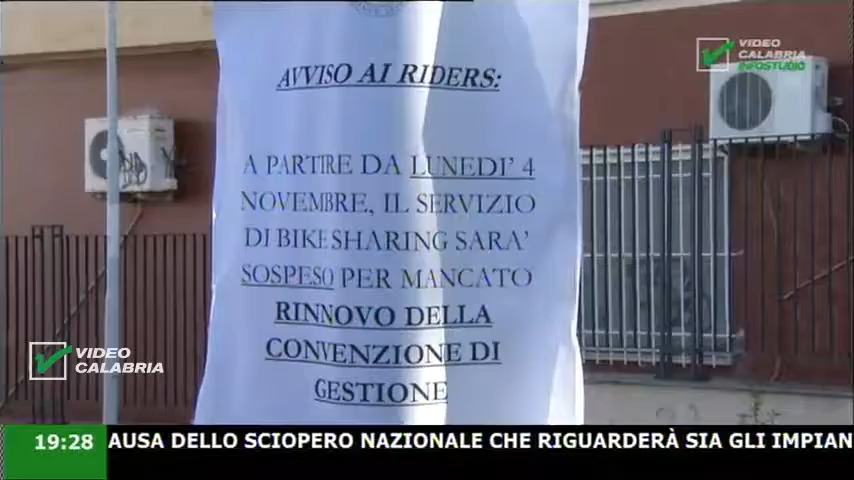 VIDEO
CALABRIA
INFOSTUDIO
AVVISO AI RIDERS:
A PARTIRE DA LUNEDI' 4
NOVEMBRE, IL SERVIZIO
DI BIKE SHARING SARA'
SOSPESO PER MANCATO
RINNOVO DELLA
CONVENZIONE DI
GESTIONE
VIDEO
CALABRIA
19:28 AUSA DELLO SCIOPERO NAZIONALE CHE RIGUARDERÀ SIA GLI IMPIAN